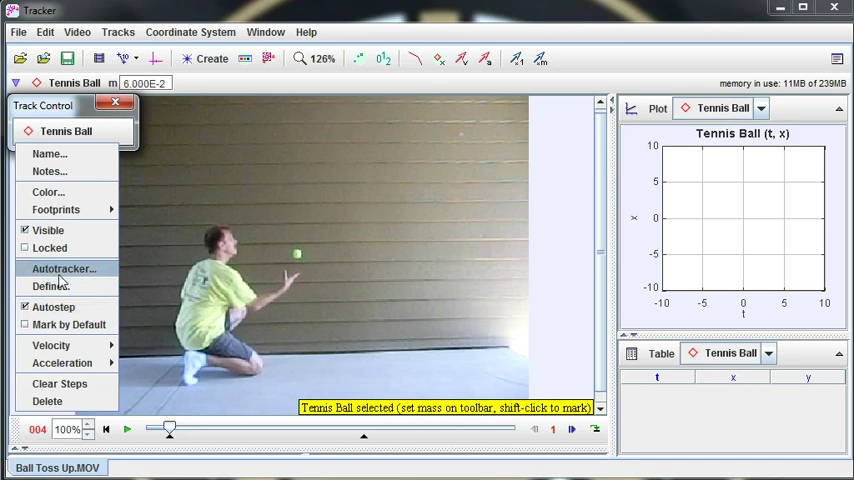 Tracker
File Edit Video Tracks Coordinate System Window Help
Create 126%
Tennis Ball m 6.000E-2 memory in use: 11MB of 239MB
Track Control
Tennis Ball
Name...
Notes...
Color...
Footprints
Visible
Locked
Autotracker...
Define...
Autostep
Mark by Default
Velocity
Acceleration
Clear Steps
Delete
Plot Tennis Ball
Tennis Ball (t, x)
10
5
0
-5
-10
x
-10 -5 0 5 10
t
Table Tennis Ball
t x y
Tennis Ball selected (set mass on toolbar, shift-click to mark)
004 100% 1
Ball Toss Up.MOV